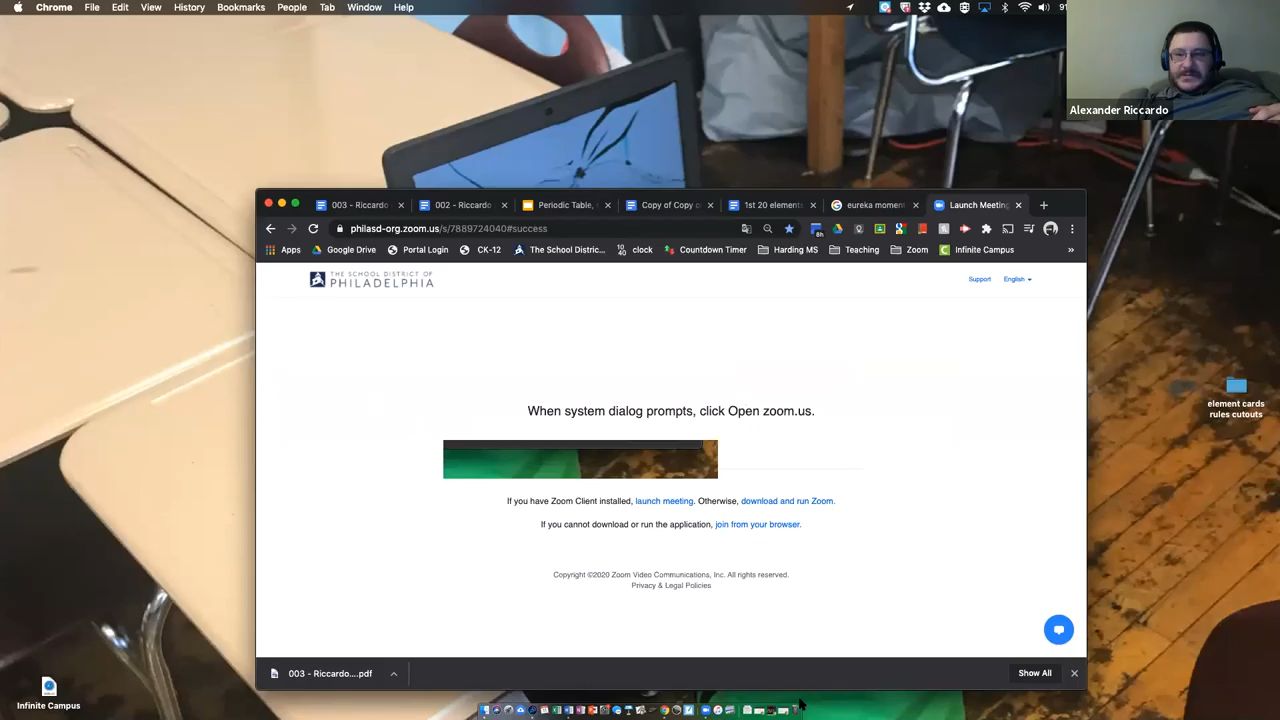 Chrome File Edit View History Bookmarks People Tab Window Help
Alexander Riccardo
003 - Riccardo
002 - Riccardo
Periodic Table,
Copy of Copy
1st 20 element
eureka moment
Launch Meeting
philasd-org.zoom.us/s/7889724040#success
Apps Google Drive Portal Login CK-12 The School Distric... clock Countdown Timer Harding MS Teaching Zoom Infinite Campus »
THE SCHOOL DISTRICT OF
PHILADELPHIA
Support English
When system dialog prompts, click Open zoom.us.
If you have Zoom Client installed, launch meeting. Otherwise, download and run Zoom.
If you cannot download or run the application, join from your browser.
Copyright ©2020 Zoom Video Communications, Inc. All rights reserved.
Privacy & Legal Policies
element cards
rules cutouts
003 - Riccardo....pdf
Show All
Infinite Campus